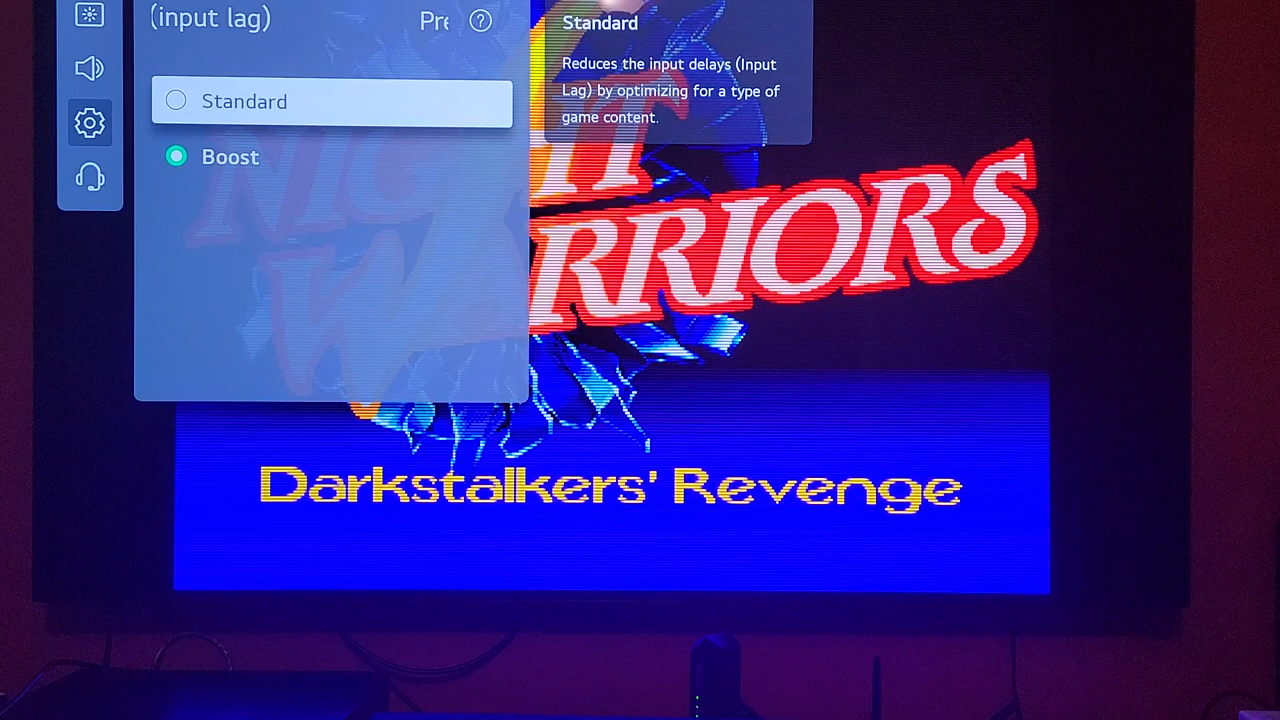 (input lag)
Pre
Standard
Boost
Standard
Reduces the input delays (Input
Lag) by optimizing for a type of
game content.
RRIORS
Darkstalkers' Revenge